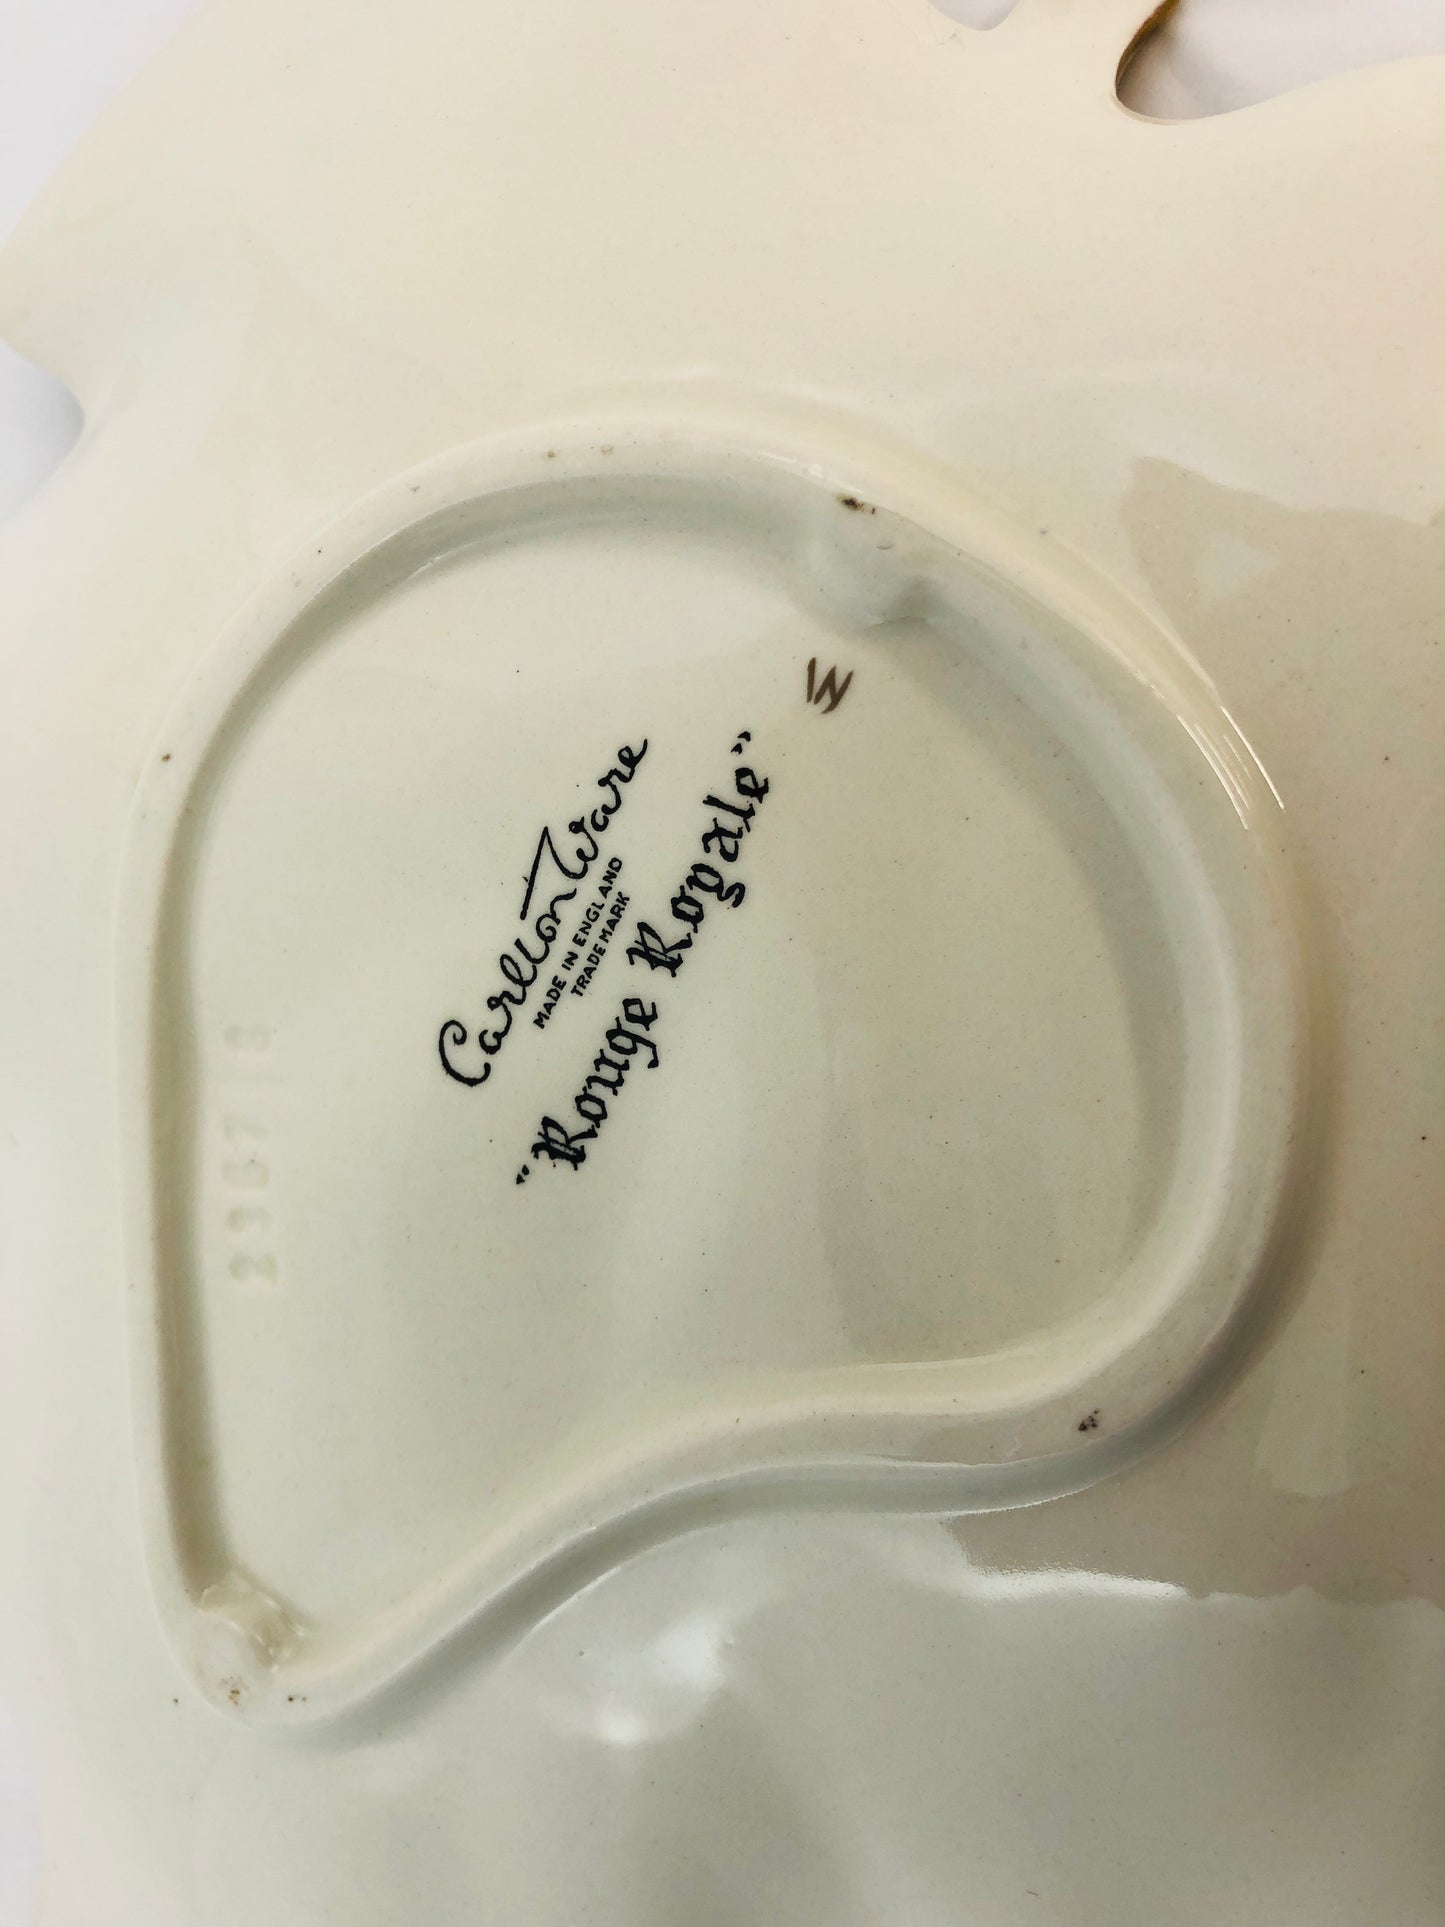 Carlton Ware
MADE IN ENGLAND
TRADE MARK
"Rouge Royale"